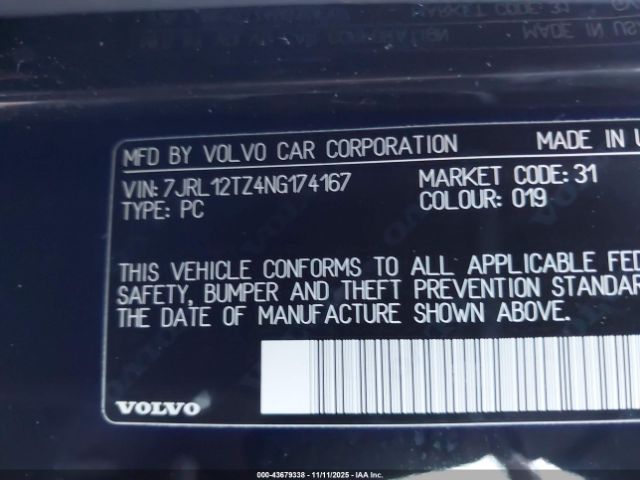 MFD BY VOLVO CAR CORPORATION MADE IN U
VIN: 7JRL12TZ4NG174167 MARKET CODE: 31
TYPE: PC COLOUR: 019
THIS VEHICLE CONFORMS TO ALL APPLICABLE FED
SAFETY, BUMPER AND THEFT PREVENTION STANDAR
THE DATE OF MANUFACTURE SHOWN ABOVE.
VOLVO
000-43679338 - 11/11/2025 - IAAI Inc.